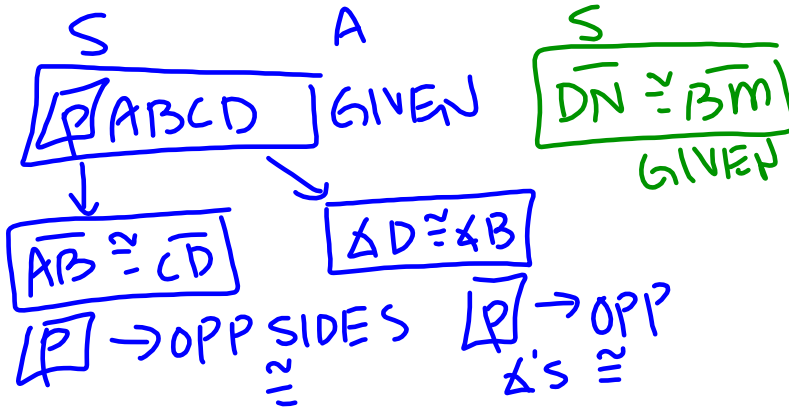 S A S
P ABCD GIVEN
DN ≅ BM
GIVEN
AB ≅ CD
∡D ≅ ∡B
P → OPP SIDES
≅
P → OPP
∡'S ≅